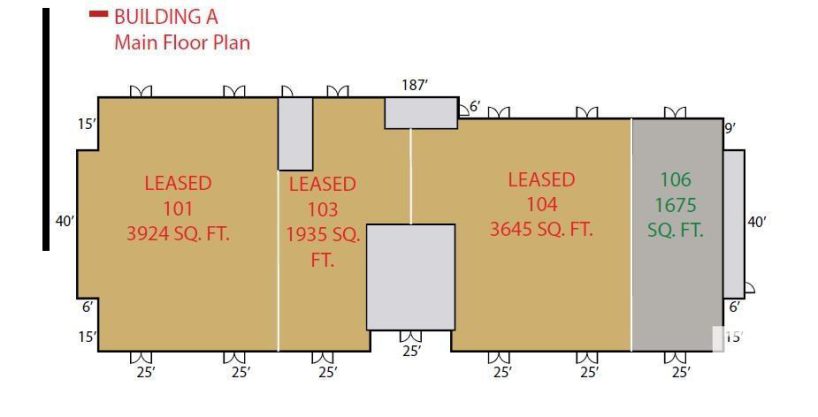 BUILDING A
Main Floor Plan
187'
6'
15'
9'
LEASED
101
3924 SQ. FT.
LEASED
103
1935 SQ.
FT.
LEASED
104
3645 SQ. FT.
106
1675
SQ. FT.
40'
40'
6'
6'
15'
15'
25'
25'
25'
25'
25'
25'
25'